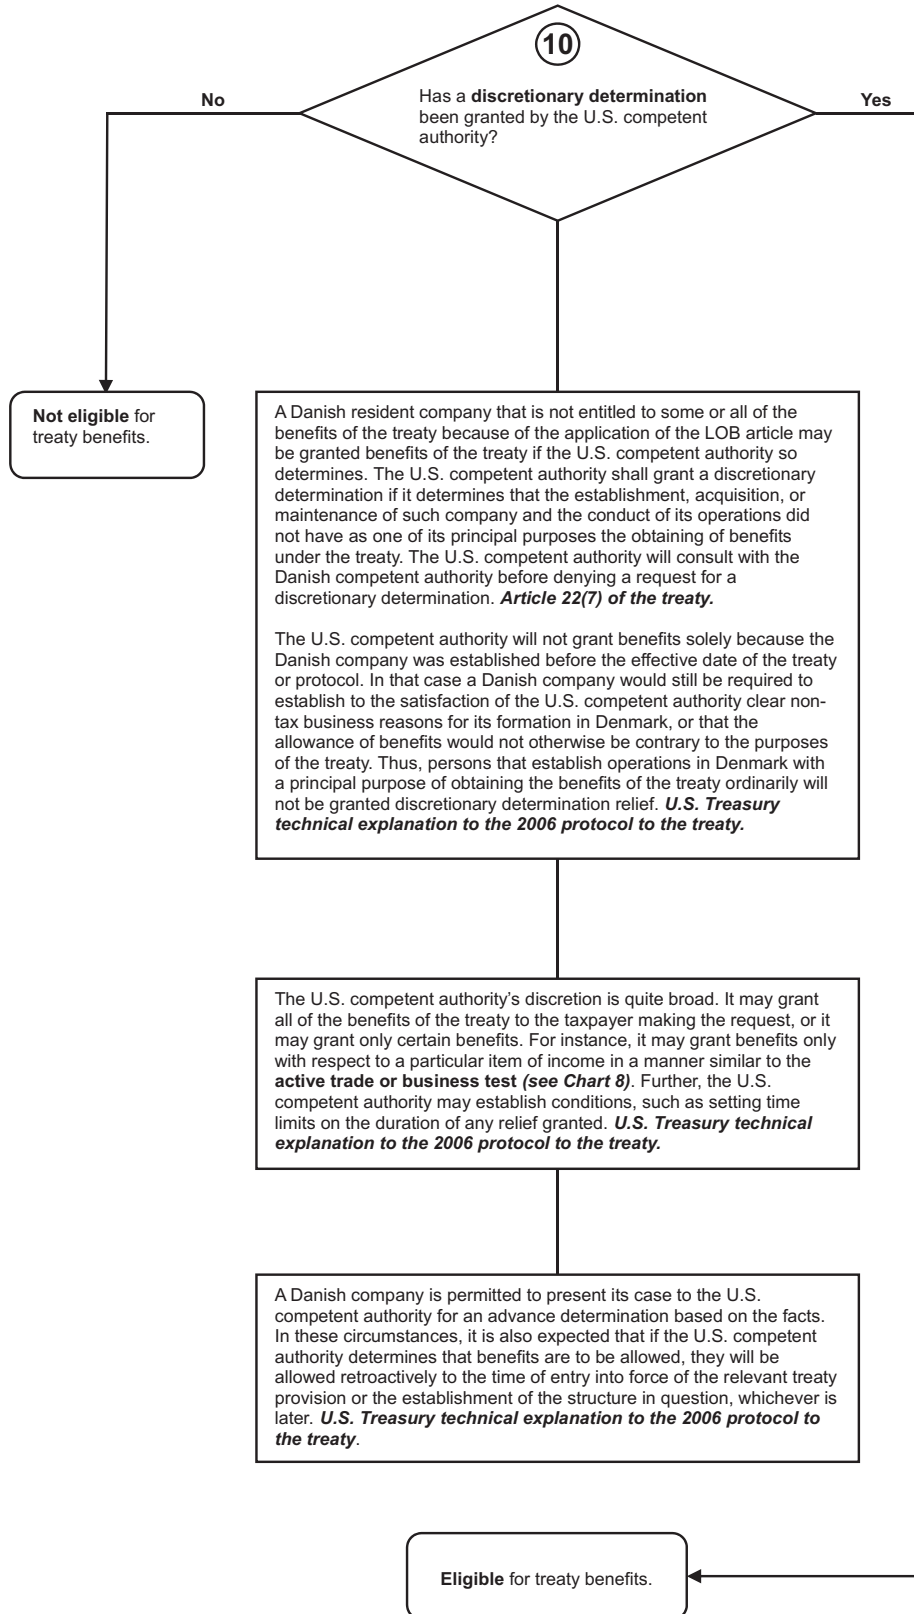 10
Has a discretionary determination
been granted by the U.S. competent
authority?
No
Yes
Not eligible for
treaty benefits.
A Danish resident company that is not entitled to some or all of the
benefits of the treaty because of the application of the LOB article may
be granted benefits of the treaty if the U.S. competent authority so
determines. The U.S. competent authority shall grant a discretionary
determination if it determines that the establishment, acquisition, or
maintenance of such company and the conduct of its operations did
not have as one of its principal purposes the obtaining of benefits
under the treaty. The U.S. competent authority will consult with the
Danish competent authority before denying a request for a
discretionary determination. Article 22(7) of the treaty.
The U.S. competent authority will not grant benefits solely because the
Danish company was established before the effective date of the treaty
or protocol. In that case a Danish company would still be required to
establish to the satisfaction of the U.S. competent authority clear non-
tax business reasons for its formation in Denmark, or that the
allowance of benefits would not otherwise be contrary to the purposes
of the treaty. Thus, persons that establish operations in Denmark with
a principal purpose of obtaining the benefits of the treaty ordinarily will
not be granted discretionary determination relief. U.S. Treasury
technical explanation to the 2006 protocol to the treaty.
The U.S. competent authority's discretion is quite broad. It may grant
all of the benefits of the treaty to the taxpayer making the request, or it
may grant only certain benefits. For instance, it may grant benefits only
with respect to a particular item of income in a manner similar to the
active trade or business test (see Chart 8). Further, the U.S.
competent authority may establish conditions, such as setting time
limits on the duration of any relief granted. U.S. Treasury technical
explanation to the 2006 protocol to the treaty.
A Danish company is permitted to present its case to the U.S.
competent authority for an advance determination based on the facts.
In these circumstances, it is also expected that if the U.S. competent
authority determines that benefits are to be allowed, they will be
allowed retroactively to the time of entry into force of the relevant treaty
provision or the establishment of the structure in question, whichever is
later. U.S. Treasury technical explanation to the 2006 protocol to
the treaty.
Eligible for treaty benefits.